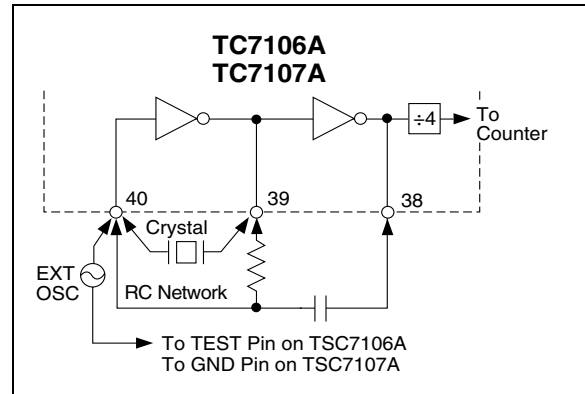 TC7106A
TC7107A
÷4
To
Counter
40
39
38
Crystal
EXT
OSC
RC Network
To TEST Pin on TSC7106A
To GND Pin on TSC7107A